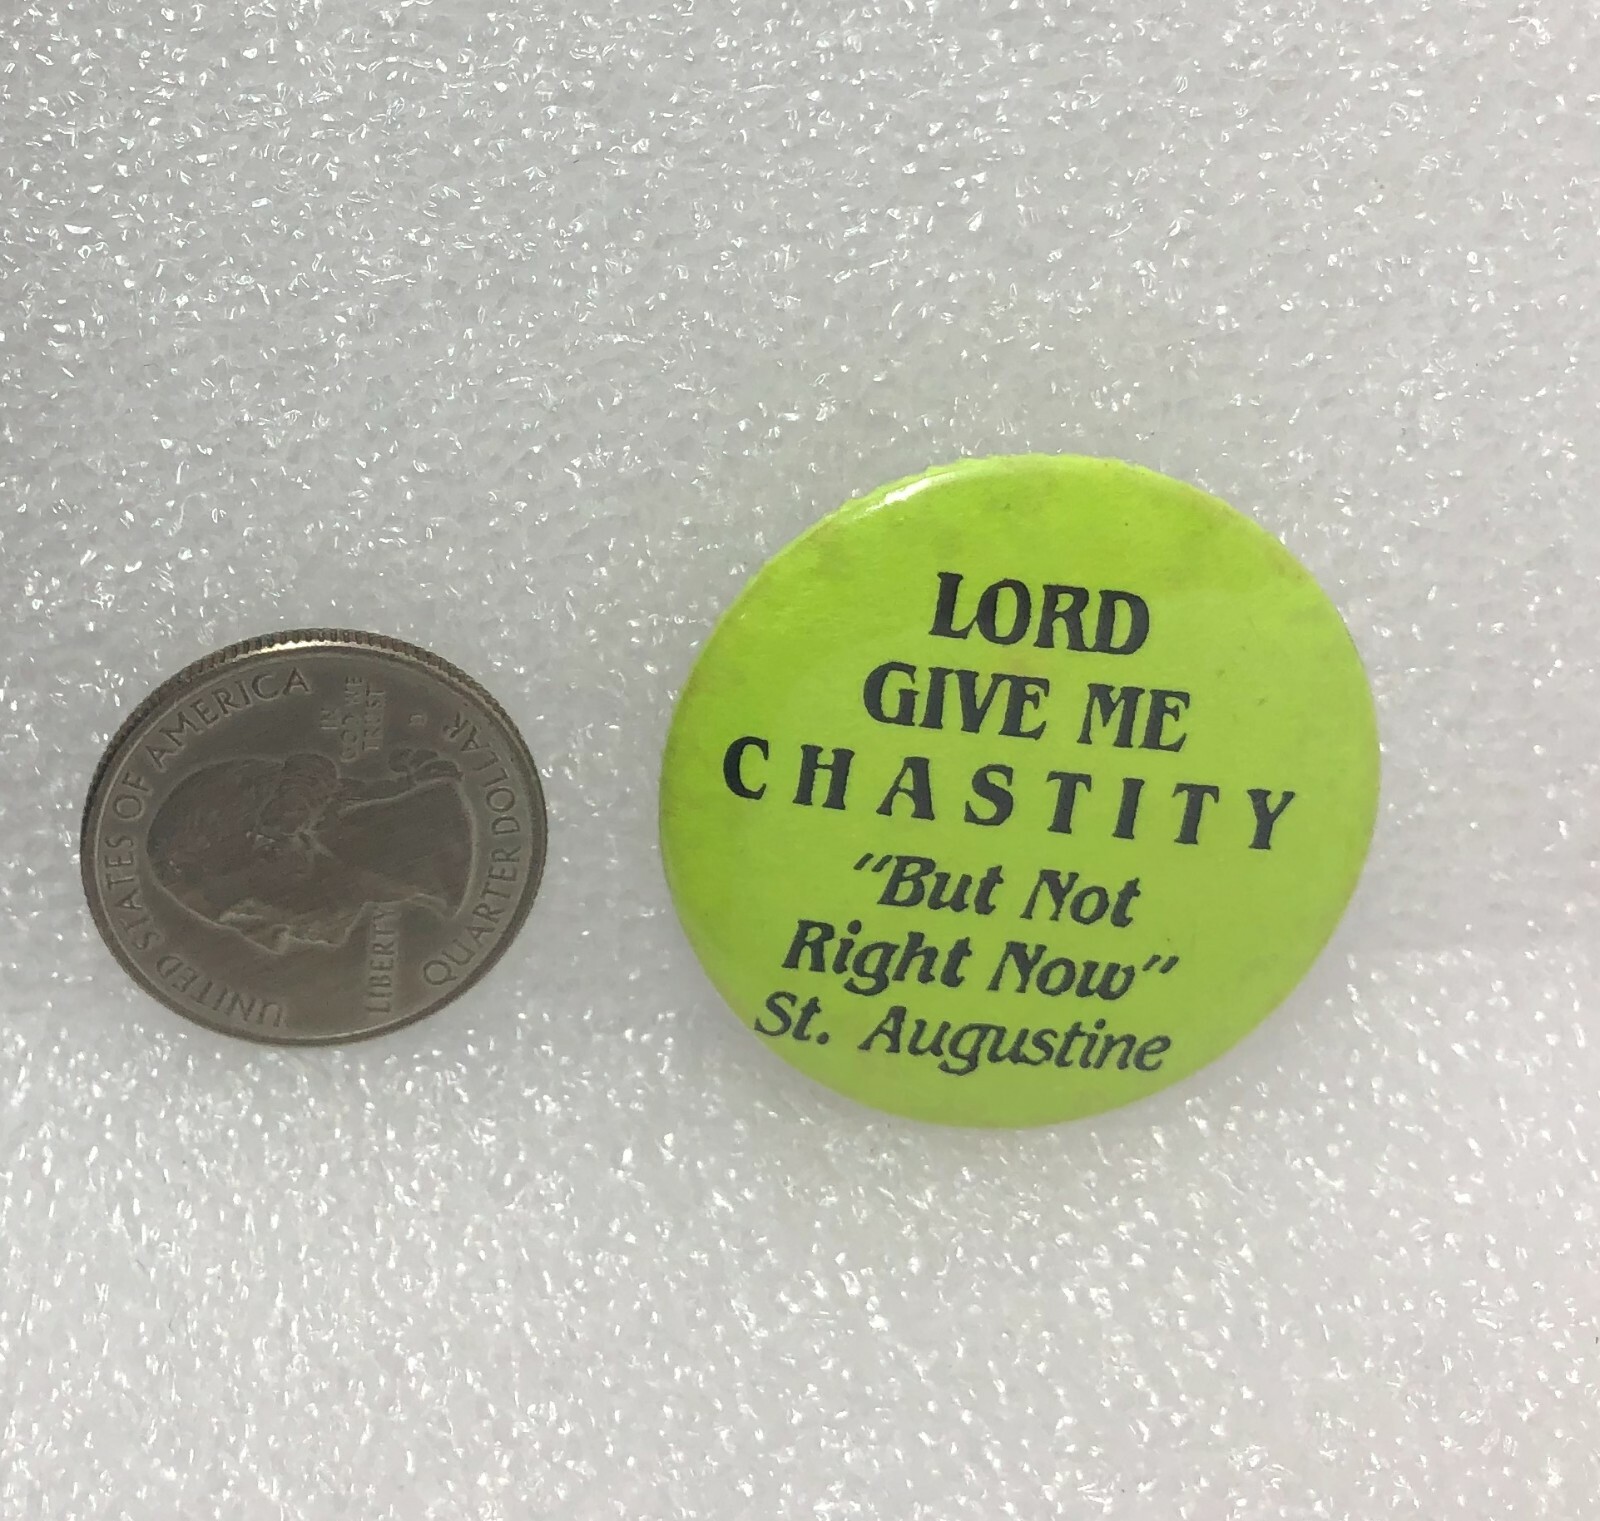 UNITED STATES OF AMERICA
IN
GOD WE
TRUST
D
LIBERTY
QUARTER DOLLAR
LORD
GIVE ME
CHASTITY
"But Not
Right Now"
St. Augustine